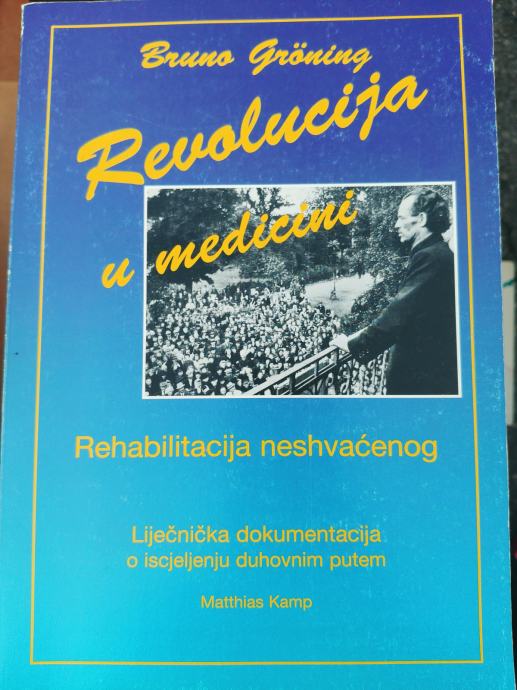 Bruno Gröning
Revolucija
u medicini
Rehabilitacija neshvaćenog
Liječnička dokumentacija
o iscjeljenju duhovnim putem
Matthias Kamp